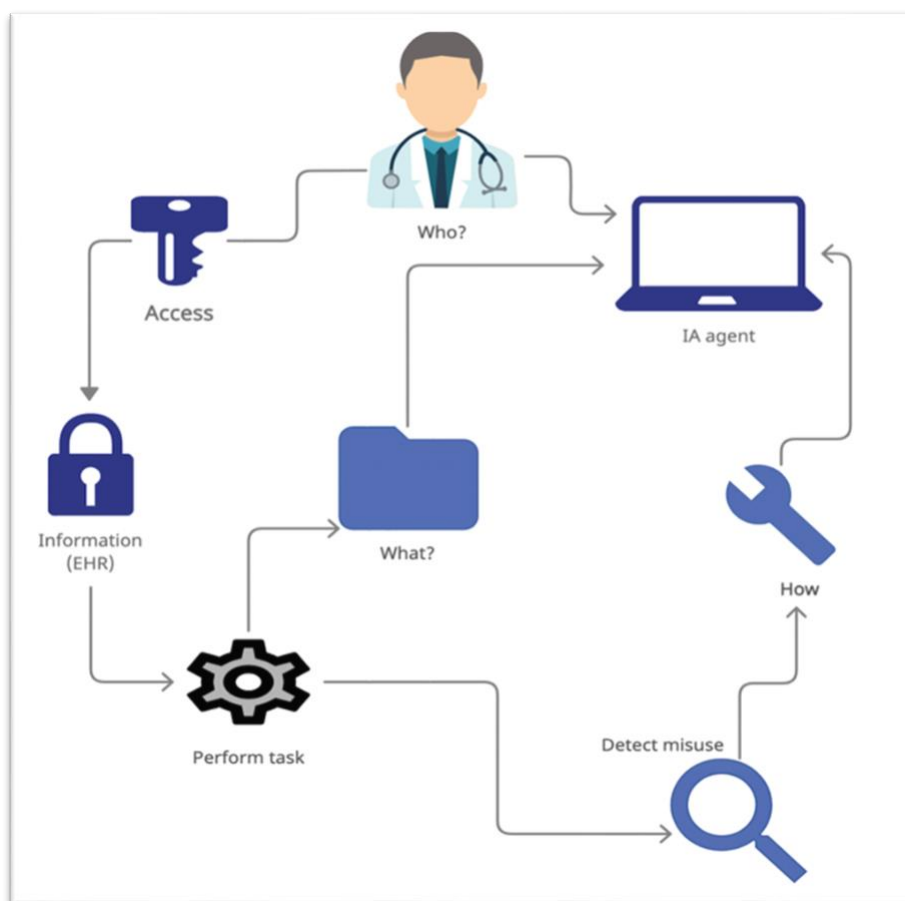 Who?
Access
IA agent
Information
(EHR)
What?
How
Perform task
Detect misuse